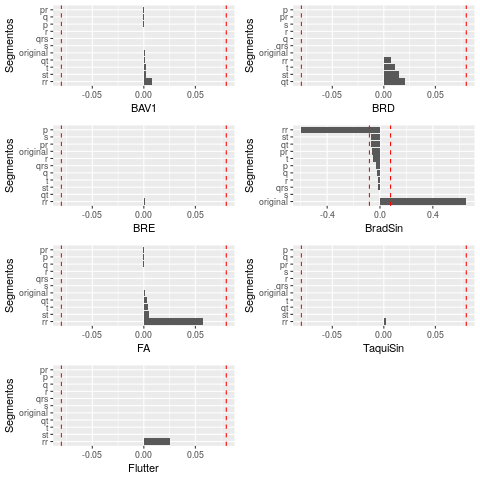 Segmentos
pr
q
p
r
qrs
s
original
qt
t
st
rr
-0.05 0.00 0.05
BAV1
Segmentos
p
pr
s
r
q
qrs
original
rr
t
st
qt
-0.05 0.00 0.05
BRD
Segmentos
p
s
pr
original
r
q
t
qrs
st
qt
rr
-0.05 0.00 0.05
BRE
Segmentos
rr
s
qt
pr
t
p
q
r
qrs
st
original
-0.4 0.0 0.4
BradSin
Segmentos
pr
p
q
s
r
qrs
original
qt
t
st
rr
-0.05 0.00 0.05
FA
Segmentos
p
pr
s
r
q
qrs
original
qt
t
st
rr
-0.05 0.00 0.05
TaquiSin
Segmentos
pr
p
q
r
qrs
s
original
qt
t
st
rr
-0.05 0.00 0.05
Flutter